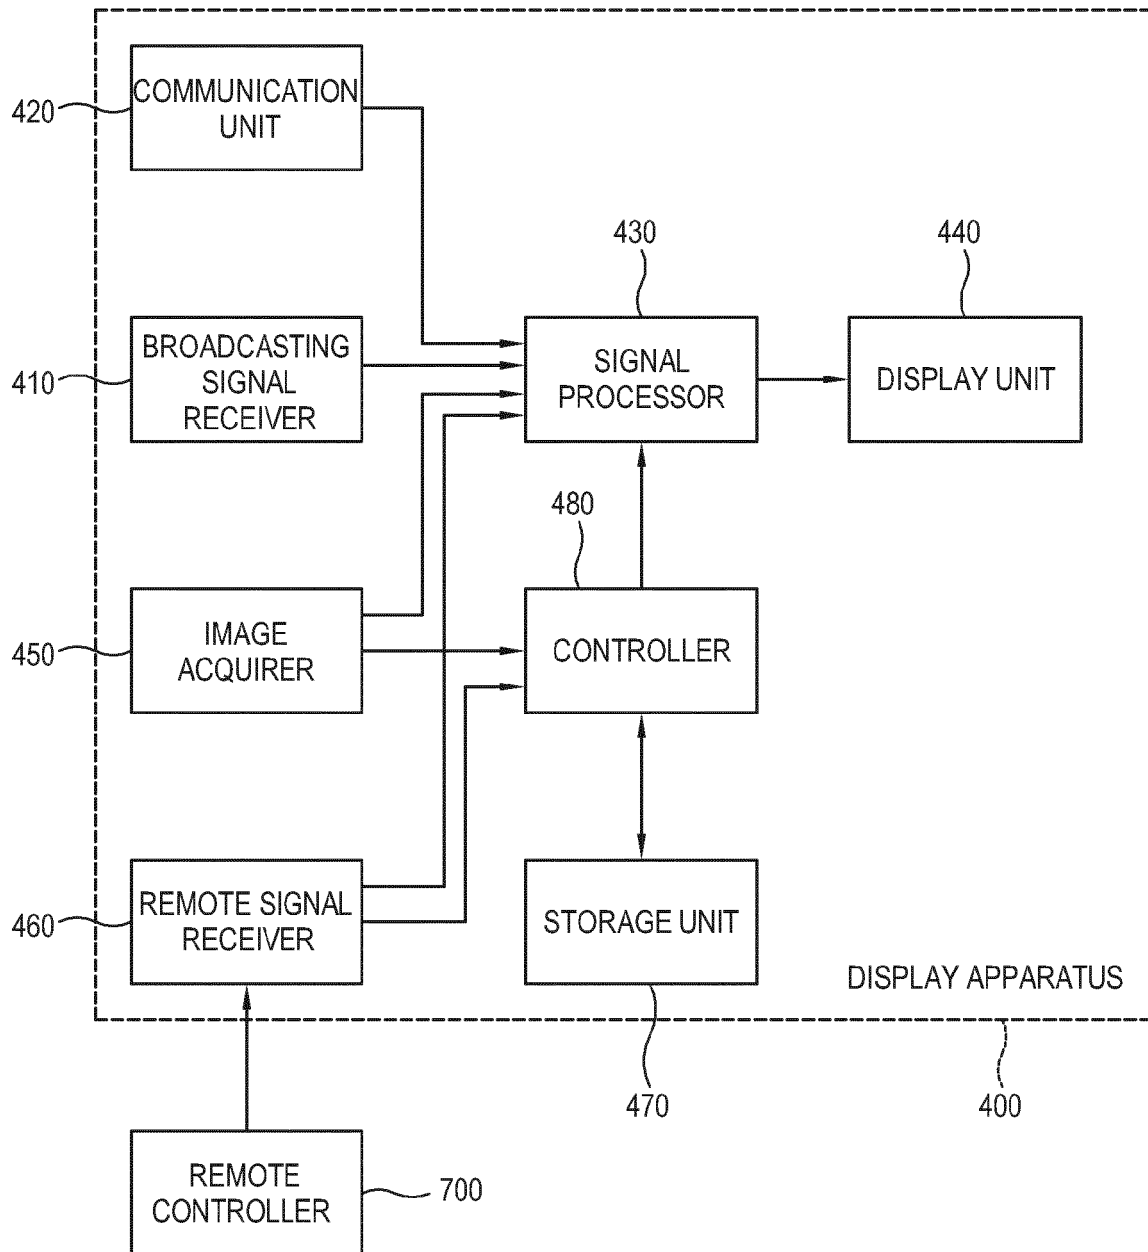 COMMUNICATION
UNIT
420
430
440
BROADCASTING
SIGNAL
RECEIVER
410
SIGNAL
PROCESSOR
DISPLAY UNIT
480
IMAGE
ACQUIRER
450
CONTROLLER
REMOTE SIGNAL
RECEIVER
460
STORAGE UNIT
DISPLAY APPARATUS
470
400
REMOTE
CONTROLLER
700